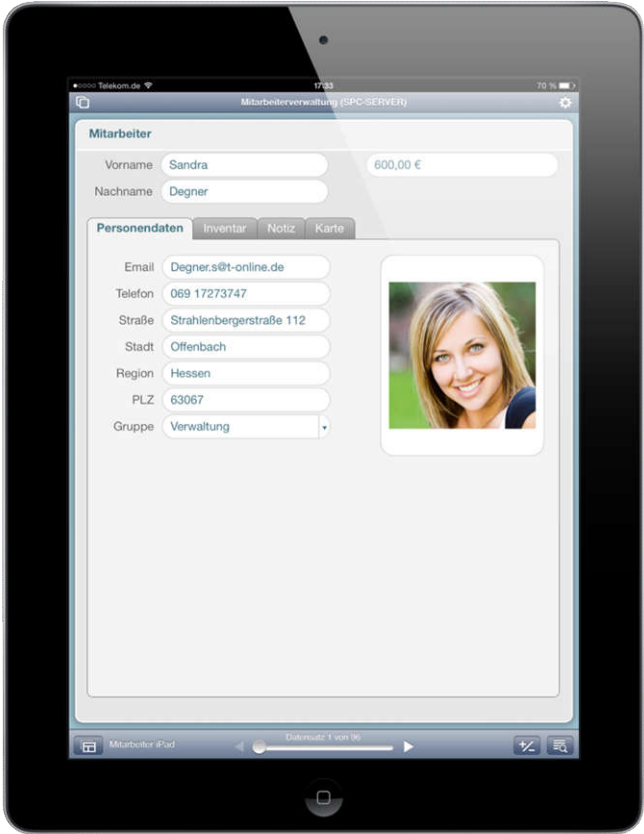 Telekom.de 17:33 70 %
Mitarbeiterverwaltung (SPC-SERVER)
Mitarbeiter
Vorname Sandra 600,00 €
Nachname Degner
Personendaten Inventar Notiz Karte
Email Degner.s@t-online.de
Telefon 069 17273747
Straße Strahlenbergerstraße 112
Stadt Offenbach
Region Hessen
PLZ 63067
Gruppe Verwaltung
Mitarbeiter iPad Datensatz 1 von 96